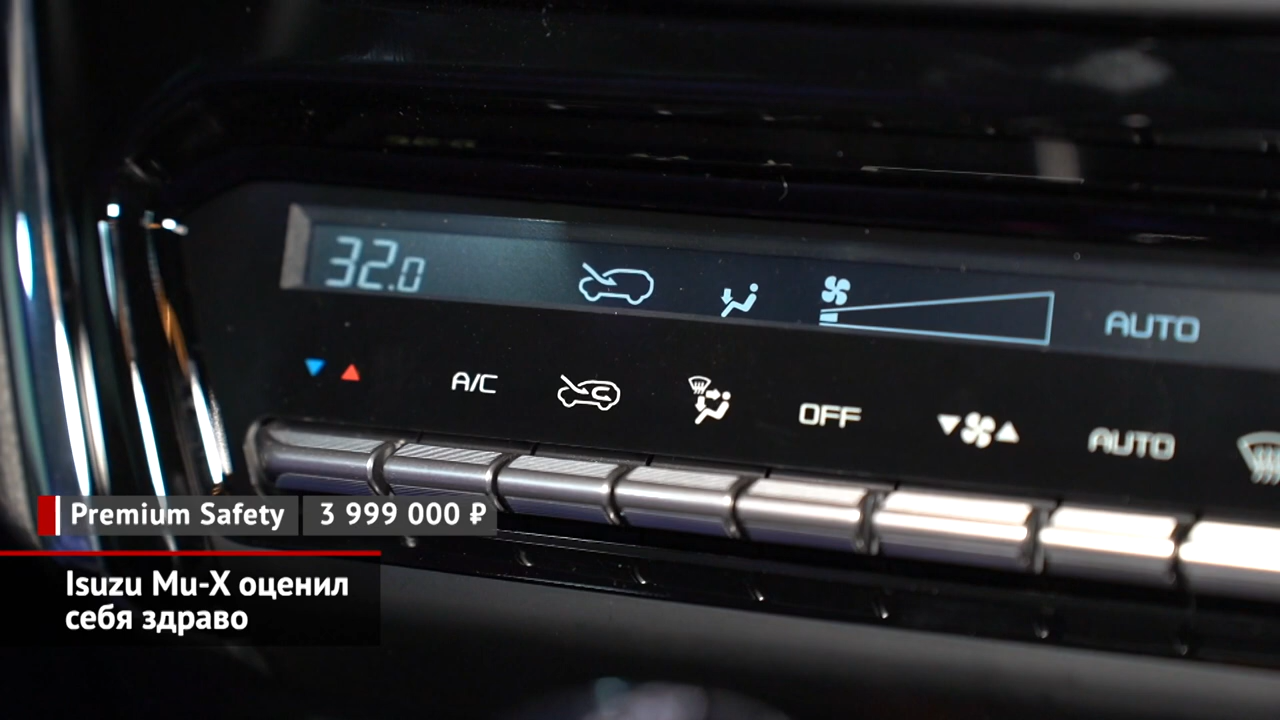 32.0
AUTO
A/C
OFF
AUTO
Premium Safety
3 999 000 ₽
Isuzu Mu-X оценил
себя здраво